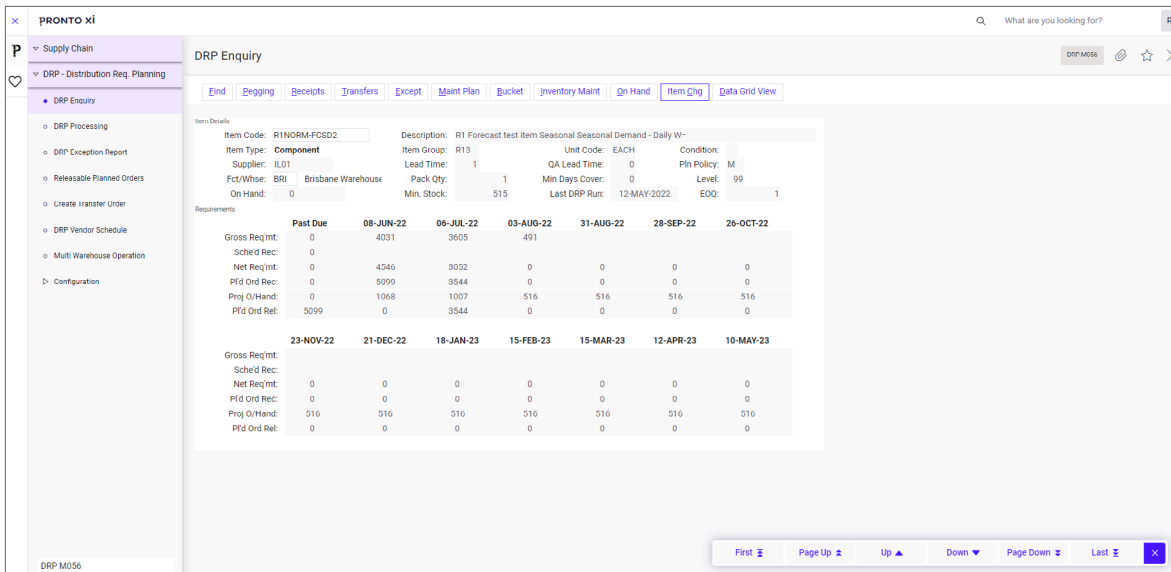 PRONTO XI
What are you looking for?
R
Supply Chain
DRP - Distribution Req. Planning
DRP Enquiry
DRP Processing
DRP Exception Report
Releasable Planned Orders
Create Transfer Order
DRP Vendor Schedule
Multi Warehouse Operation
Configuration
DRP M056
DRP Enquiry
DRP M056
Find Pegging Receipts Transfers Except Maint Plan Bucket Inventory Maint On Hand Item Chg Data Grid View
Item Details
Item Code: R1NORM-FCSD2 Description: R1 Forecast test item Seasonal Seasonal Demand - Daily W~
Item Type: Component Item Group: R13 Unit Code: EACH Condition:
Supplier: IL01 Lead Time: 1 QA Lead Time: 0 Pln Policy: M
Fct/Whse: BRI Brisbane Warehouse Pack Qty: 1 Min Days Cover: 0 Level: 99
On Hand: 0 Min. Stock: 515 Last DRP Run: 12-MAY-2022 EOQ: 1
Requirements
Past Due 08-JUN-22 06-JUL-22 03-AUG-22 31-AUG-22 28-SEP-22 26-OCT-22
Gross Req'mt: 0 4031 3605 491
Sche'd Rec: 0
Net Req'mt: 0 4546 3052 0 0 0 0
Pl'd Ord Rec: 0 5099 3544 0 0 0 0
Proj O/Hand: 0 1068 1007 516 516 516 516
Pl'd Ord Rel: 5099 0 3544 0 0 0 0
23-NOV-22 21-DEC-22 18-JAN-23 15-FEB-23 15-MAR-23 12-APR-23 10-MAY-23
Gross Req'mt:
Sche'd Rec:
Net Req'mt: 0 0 0 0 0 0 0
Pl'd Ord Rec: 0 0 0 0 0 0 0
Proj O/Hand: 516 516 516 516 516 516 516
Pl'd Ord Rel: 0 0 0 0 0 0 0
First Page Up Up Down Page Down Last